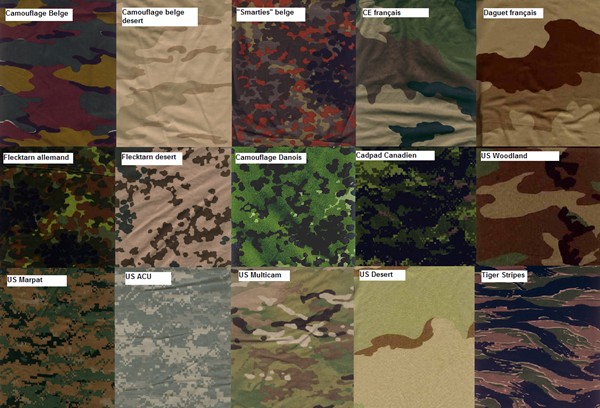 Camouflage Belge
Camouflage belge
desert
"Smarties" belge
CE français
Daguet français
Flecktarn allemand
Flecktarn desert
Camouflage Danois
Cadpad Canadien
US Woodland
US Marpat
US ACU
US Multicam
US Desert
Tiger Stripes